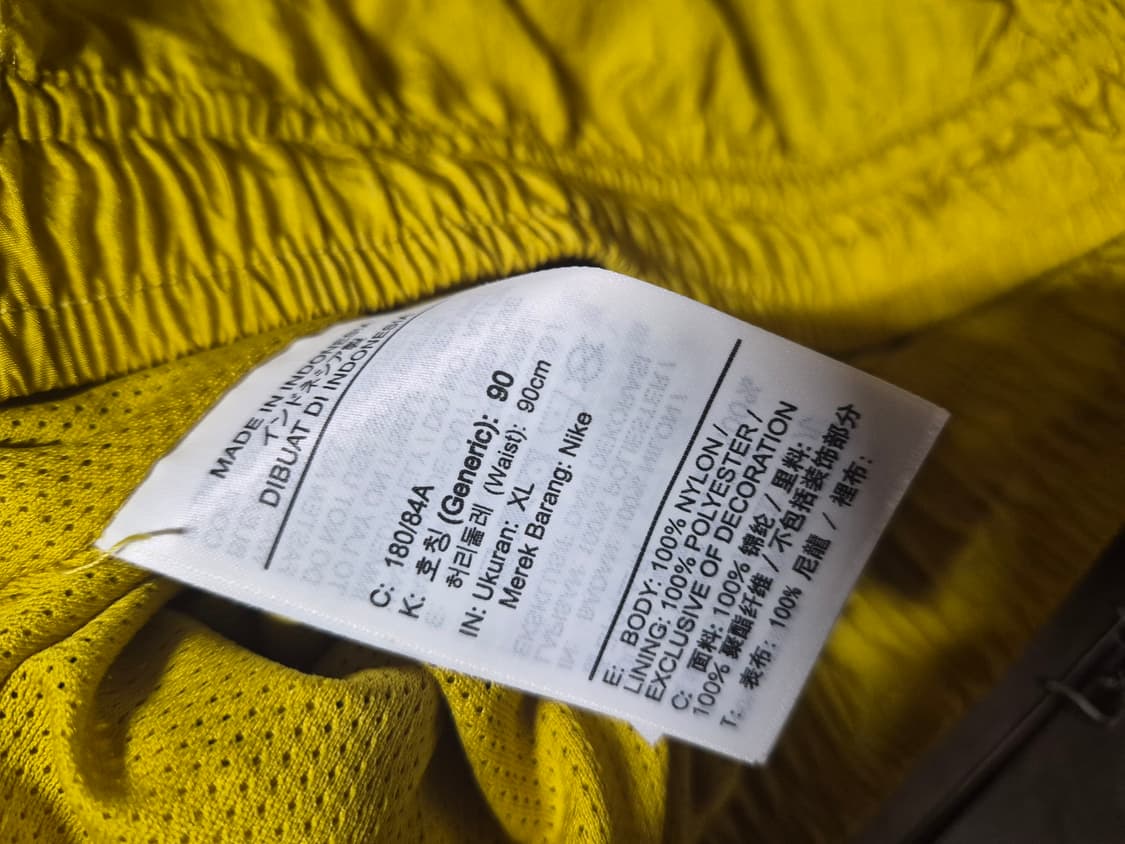 MADE IN INDONESIA
インドネシア製
DIBUAT DI INDONESIA
C: 180/84A
K: 호칭 (Generic): 90
허리둘레 (Waist): 90cm
IN: Ukuran: XL
Merek Barang: Nike
E: BODY: 100% NYLON /
LINING: 100% POLYESTER /
EXCLUSIVE OF DECORATION
C: 面料: 100% 锦纶 / 里料:
100% 聚酯纤维 / 不包括装饰部分
T: 表布: 100% 尼龍 / 裡布: